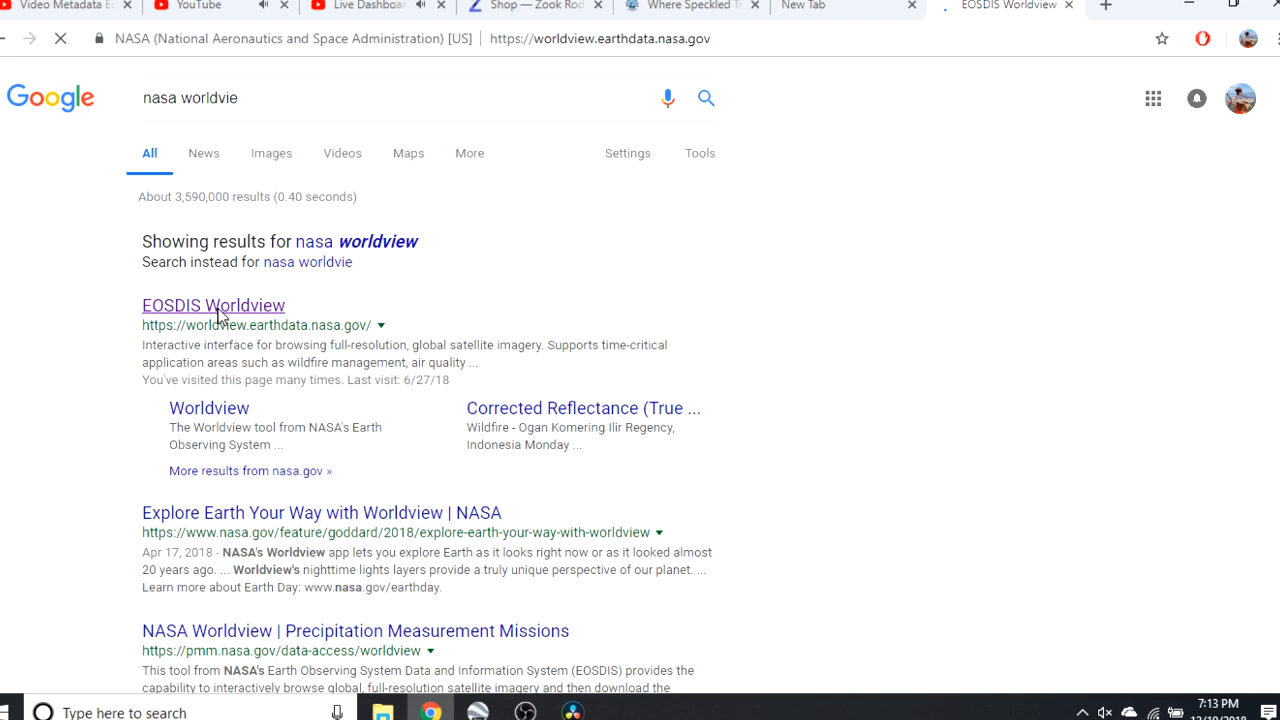 Video Metadata E
YouTube
Live Dashboa
Shop — Zook Rod
Where Speckled T
New Tab
EOSDIS Worldview
NASA (National Aeronautics and Space Administration) [US]
https://worldview.earthdata.nasa.gov
Google
nasa worldvie
All
News
Images
Videos
Maps
More
Settings
Tools
About 3,590,000 results (0.40 seconds)
Showing results for nasa worldview
Search instead for nasa worldvie
EOSDIS Worldview
https://worldview.earthdata.nasa.gov/
Interactive interface for browsing full-resolution, global satellite imagery. Supports time-critical
application areas such as wildfire management, air quality ...
You've visited this page many times. Last visit: 6/27/18
Worldview
The Worldview tool from NASA's Earth
Observing System ...
Corrected Reflectance (True ...
Wildfire - Ogan Komering Ilir Regency,
Indonesia Monday ...
More results from nasa.gov »
Explore Earth Your Way with Worldview | NASA
https://www.nasa.gov/feature/goddard/2018/explore-earth-your-way-with-worldview
Apr 17, 2018 - NASA's Worldview app lets you explore Earth as it looks right now or as it looked almost
20 years ago. ... Worldview's nighttime lights layers provide a truly unique perspective of our planet. ...
Learn more about Earth Day: www.nasa.gov/earthday.
NASA Worldview | Precipitation Measurement Missions
https://pmm.nasa.gov/data-access/worldview
This tool from NASA's Earth Observing System Data and Information System (EOSDIS) provides the
capability to interactively browse global, full-resolution satellite imagery and then download the
Type here to search
7:13 PM